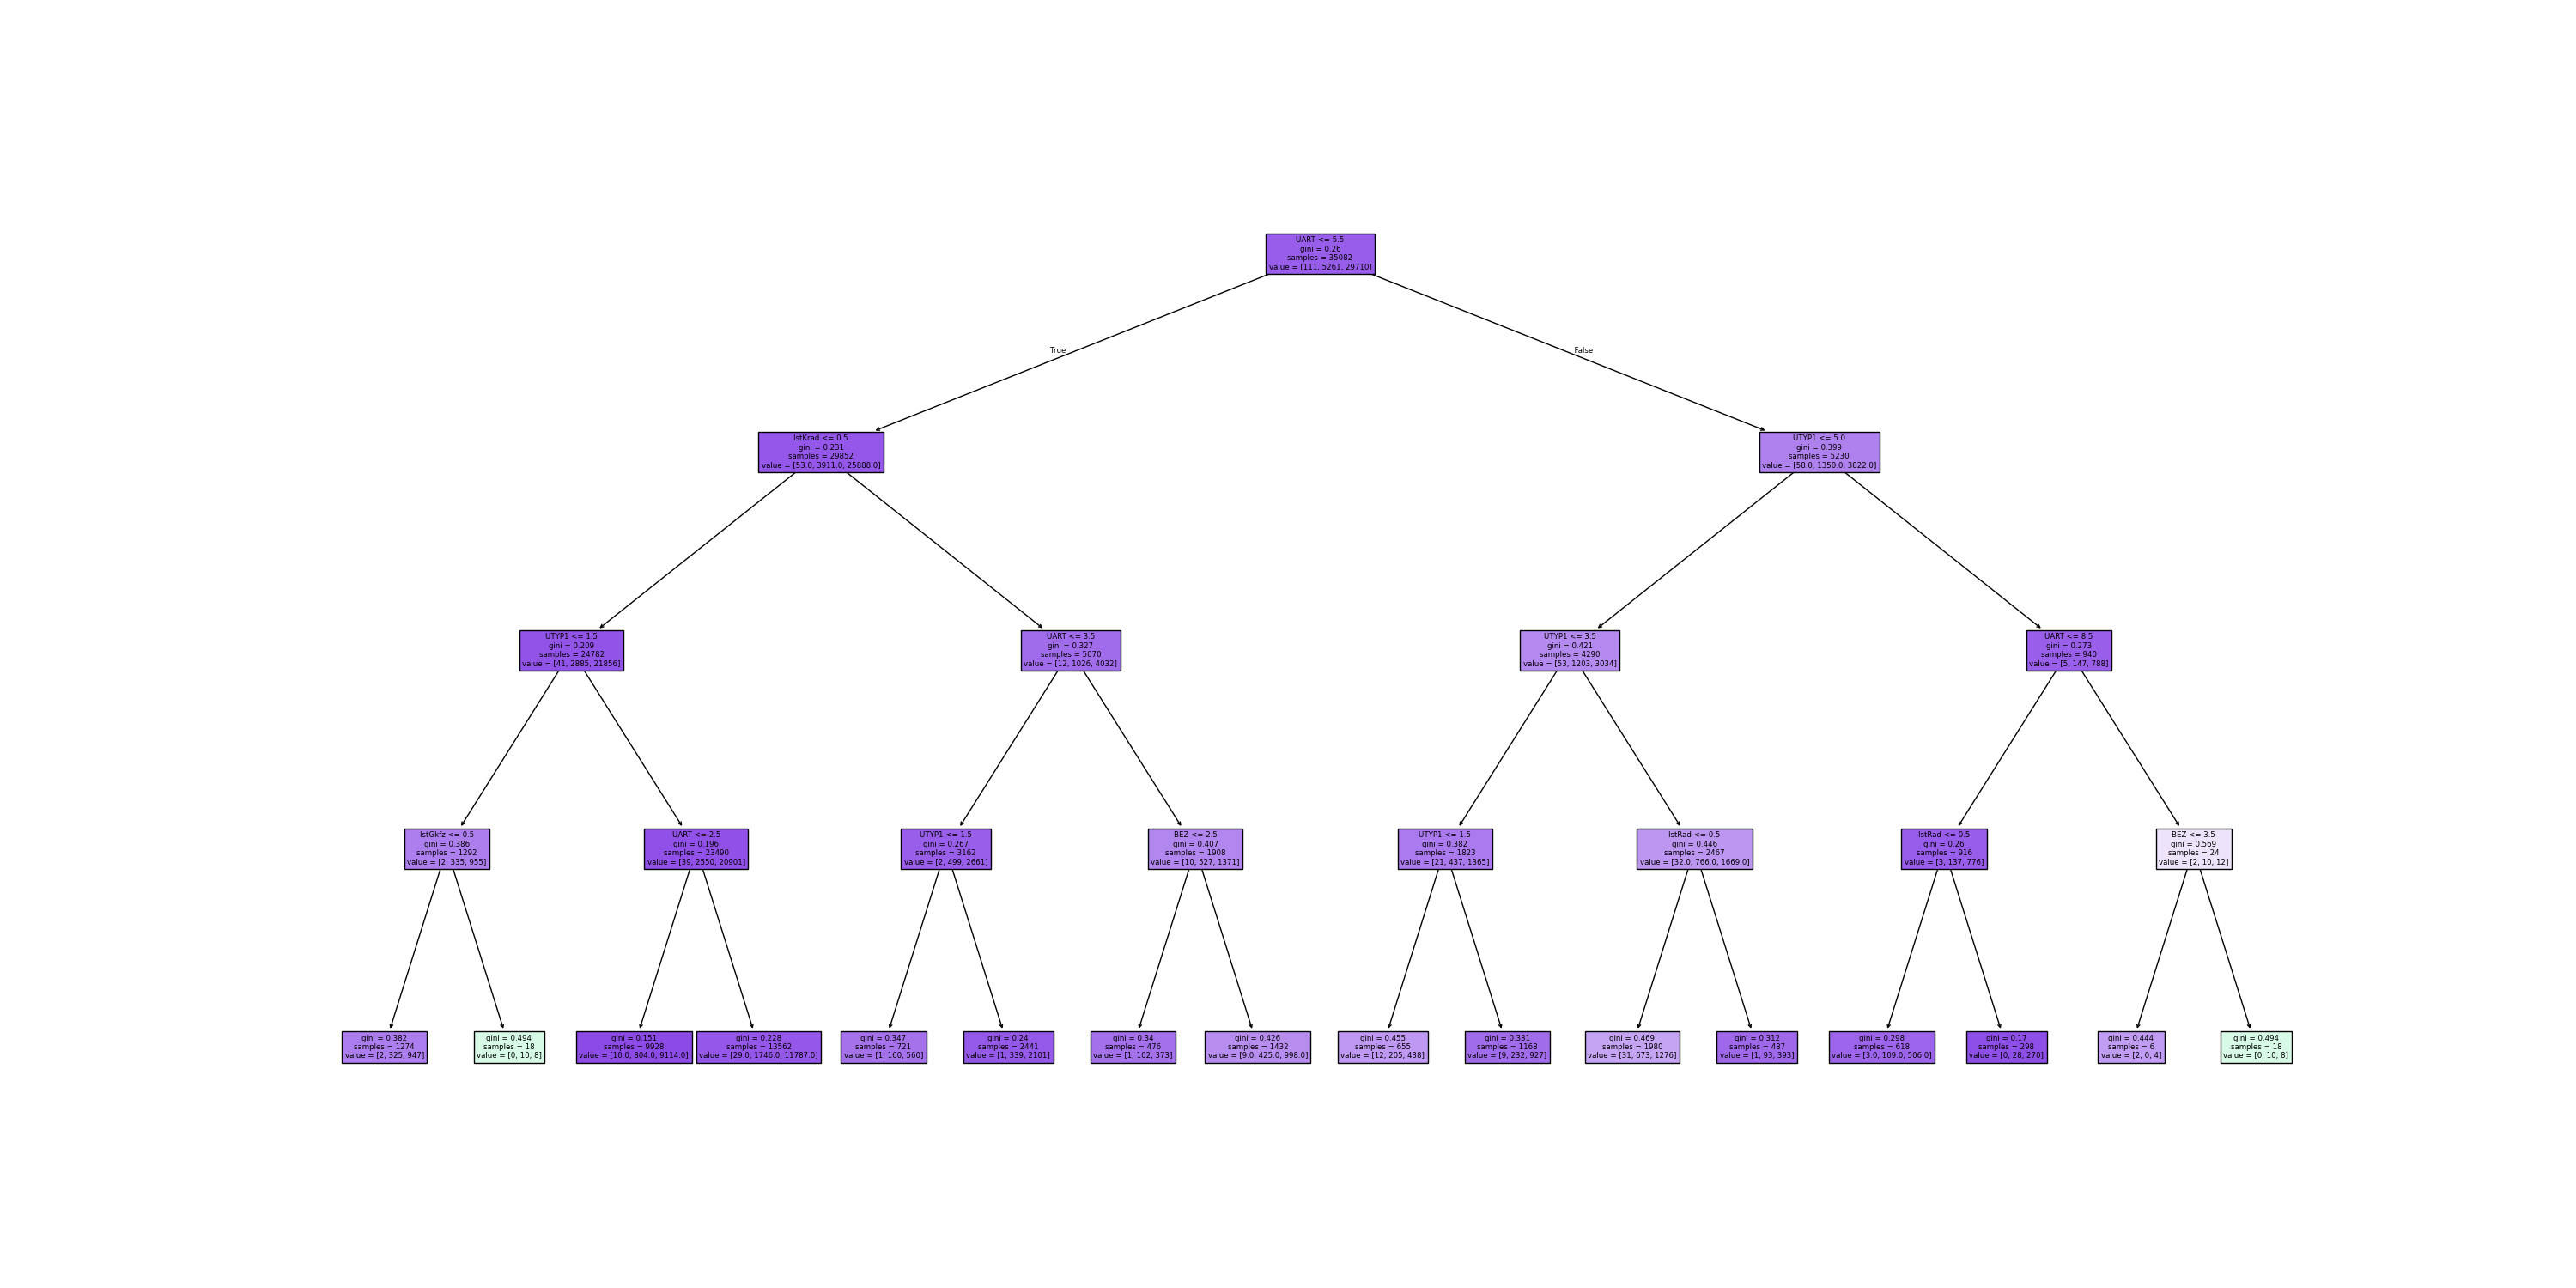 UART <= 5.5
gini = 0.26
samples = 35082
value = [111, 5261, 29710]
True
False
IstKrad <= 0.5
gini = 0.231
samples = 29852
value = [53.0, 3911.0, 25888.0]
UTYP1 <= 5.0
gini = 0.399
samples = 5230
value = [58.0, 1350.0, 3822.0]
UTYP1 <= 1.5
gini = 0.209
samples = 24782
value = [41, 2885, 21856]
UART <= 3.5
gini = 0.327
samples = 5070
value = [12, 1026, 4032]
UTYP1 <= 3.5
gini = 0.421
samples = 4290
value = [53, 1203, 3034]
UART <= 8.5
gini = 0.273
samples = 940
value = [5, 147, 788]
IstGkfz <= 0.5
gini = 0.386
samples = 1292
value = [2, 335, 955]
UART <= 2.5
gini = 0.196
samples = 23490
value = [39, 2550, 20901]
UTYP1 <= 1.5
gini = 0.267
samples = 3162
value = [2, 499, 2661]
BEZ <= 2.5
gini = 0.407
samples = 1908
value = [10, 527, 1371]
UTYP1 <= 1.5
gini = 0.382
samples = 1823
value = [21, 437, 1365]
IstRad <= 0.5
gini = 0.446
samples = 2467
value = [32.0, 766.0, 1669.0]
IstRad <= 0.5
gini = 0.26
samples = 916
value = [3, 137, 776]
BEZ <= 3.5
gini = 0.569
samples = 24
value = [2, 10, 12]
gini = 0.382
samples = 1274
value = [2, 325, 947]
gini = 0.494
samples = 18
value = [0, 10, 8]
gini = 0.151
samples = 9928
value = [10.0, 804.0, 9114.0]
gini = 0.228
samples = 13562
value = [29.0, 1746.0, 11787.0]
gini = 0.347
samples = 721
value = [1, 160, 560]
gini = 0.24
samples = 2441
value = [1, 339, 2101]
gini = 0.34
samples = 476
value = [1, 102, 373]
gini = 0.426
samples = 1432
value = [9.0, 425.0, 998.0]
gini = 0.455
samples = 655
value = [12, 205, 438]
gini = 0.331
samples = 1168
value = [9, 232, 927]
gini = 0.469
samples = 1980
value = [31, 673, 1276]
gini = 0.312
samples = 487
value = [1, 93, 393]
gini = 0.298
samples = 618
value = [3.0, 109.0, 506.0]
gini = 0.17
samples = 298
value = [0, 28, 270]
gini = 0.444
samples = 6
value = [2, 0, 4]
gini = 0.494
samples = 18
value = [0, 10, 8]